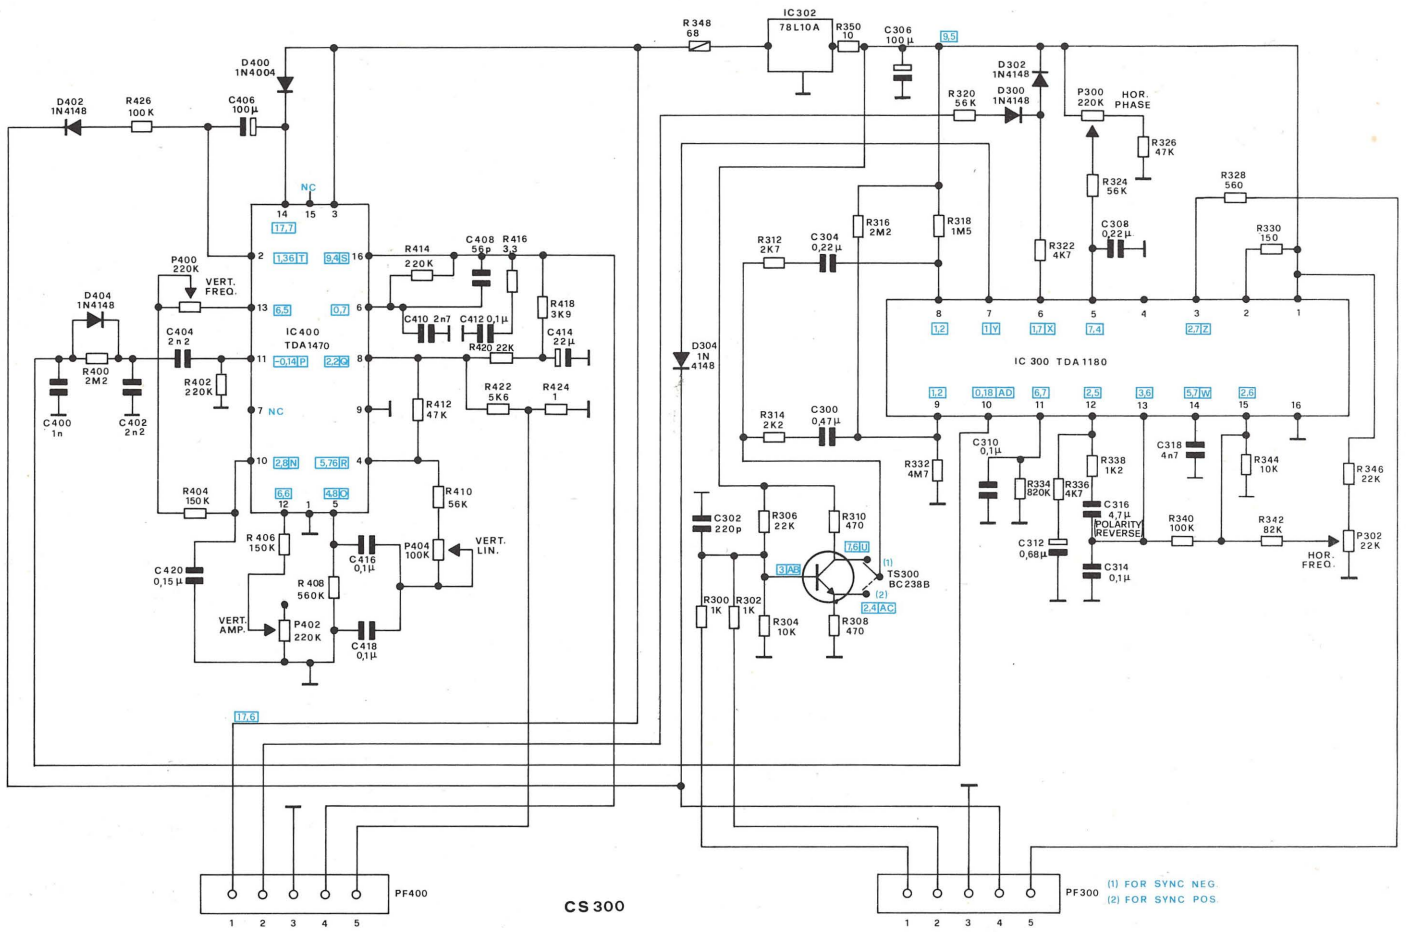 R 348
68
IC302
78L10A
R350
10
C306
100 µ
9,5
D400
1N4004
D402
1N4148
R426
100 K
C406
100µ
D302
1N4148
D300
1N4148
R320
56K
P300
220K
HOR.
PHASE
R326
47K
NC
14
15
3
17,7
R324
56K
R328
560
C308
0,22µ
R330
150
R316
2M2
R318
1M5
R322
4K7
R312
2K7
C304
0,22µ
P400
220K
VERT.
FREQ.
2
1,36 T
9,4 S
16
R414
220K
C408
56p
R416
3,3
13
6,5
0,7
6
R418
3K9
D404
1N4148
C404
2n2
IC400
TDA1470
C410 2n7
C412 0,1µ
C414
22µ
R420 22K
R400
2M2
11
-0,14 P
2,2 Q
8
R402
220K
C400
1n
C402
2n2
R422
5K6
R424
1
R412
47K
7
NC
9
8
7
6
5
4
3
2
1
1,2
1 Y
1,7 X
7,4
2,7 Z
IC 300 TDA1180
D304
1N
4148
1,2
0,18 AD
6,7
2,5
3,6
5,7 W
2,6
9
10
11
12
13
14
15
16
R314
2K2
C300
0,47µ
10
2,8 N
5,76 R
4
6,6
4,8 O
12
1
5
R404
150K
R410
56K
R 406
150K
C416
0,1µ
P404
100K
VERT.
LIN.
C420
0,15µ
R 408
560K
VERT.
AMP.
P402
220K
C418
0,1µ
R332
4M7
C310
0,1µ
R334
820K
R336
4K7
R338
1K2
C318
4n7
R344
10K
R346
22K
C316
4,7µ
POLARITY
REVERSE
C312
0,68µ
C314
0,1µ
R340
100K
R342
82K
P302
22K
HOR.
FREQ.
C302
220p
R306
22K
R310
470
7,6 U
(1)
3 AB
TS300
BC238B
(2)
2,4 AC
R300
1K
R302
1K
R304
10K
R308
470
17,6
PF400
1
2
3
4
5
CS300
PF300
1
2
3
4
5
(1) FOR SYNC NEG.
(2) FOR SYNC POS.